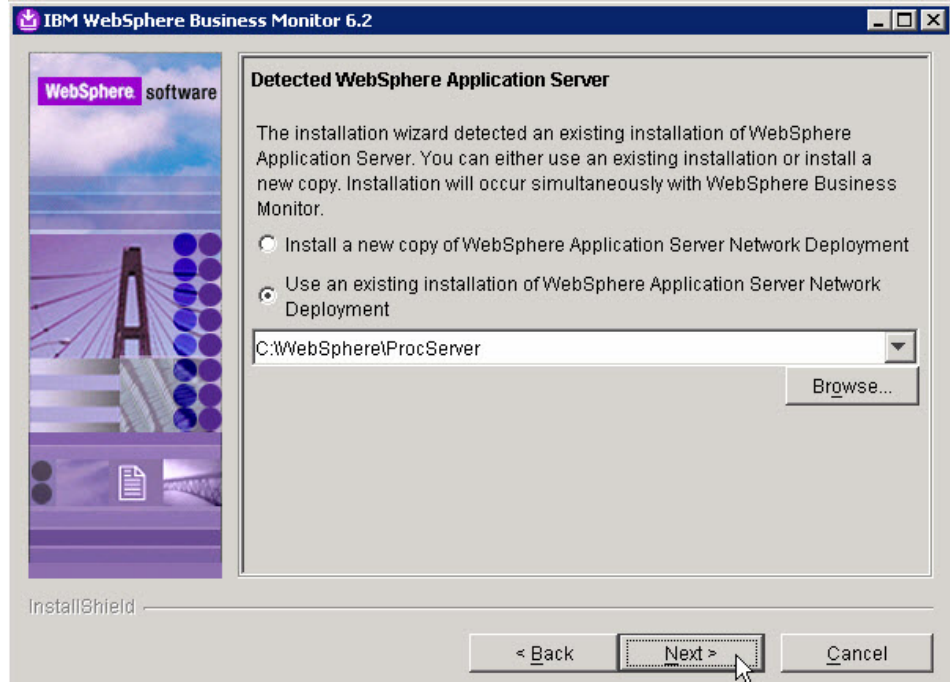 IBM WebSphere Business Monitor 6.2
WebSphere software
Detected WebSphere Application Server
The installation wizard detected an existing installation of WebSphere
Application Server. You can either use an existing installation or install a
new copy. Installation will occur simultaneously with WebSphere Business
Monitor.
Install a new copy of WebSphere Application Server Network Deployment
Use an existing installation of WebSphere Application Server Network
Deployment
C:\WebSphere\ProcServer
Browse...
InstallShield
< Back
Next >
Cancel